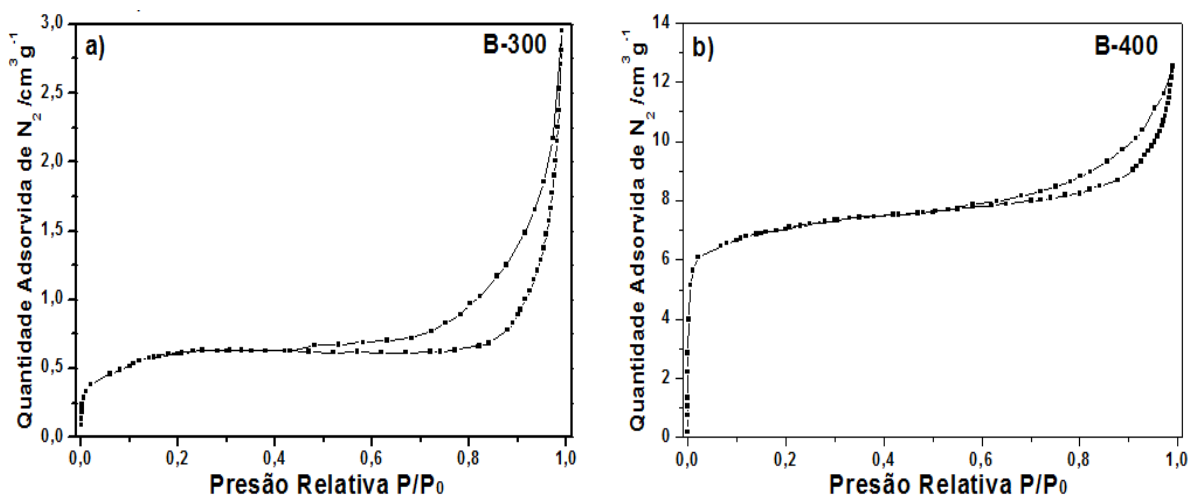 a)
B-300
Quantidade Adsorvida de N₂ /cm³g⁻¹
3,0
2,5
2,0
1,5
1,0
0,5
0,0
0,0 0,2 0,4 0,6 0,8 1,0
Presão Relativa P/P₀
b)
B-400
Quantidade Adsorvida de N₂ /cm³g⁻¹
14
12
10
8
6
4
2
0
0,0 0,2 0,4 0,6 0,8 1,0
Presão Relativa P/P₀